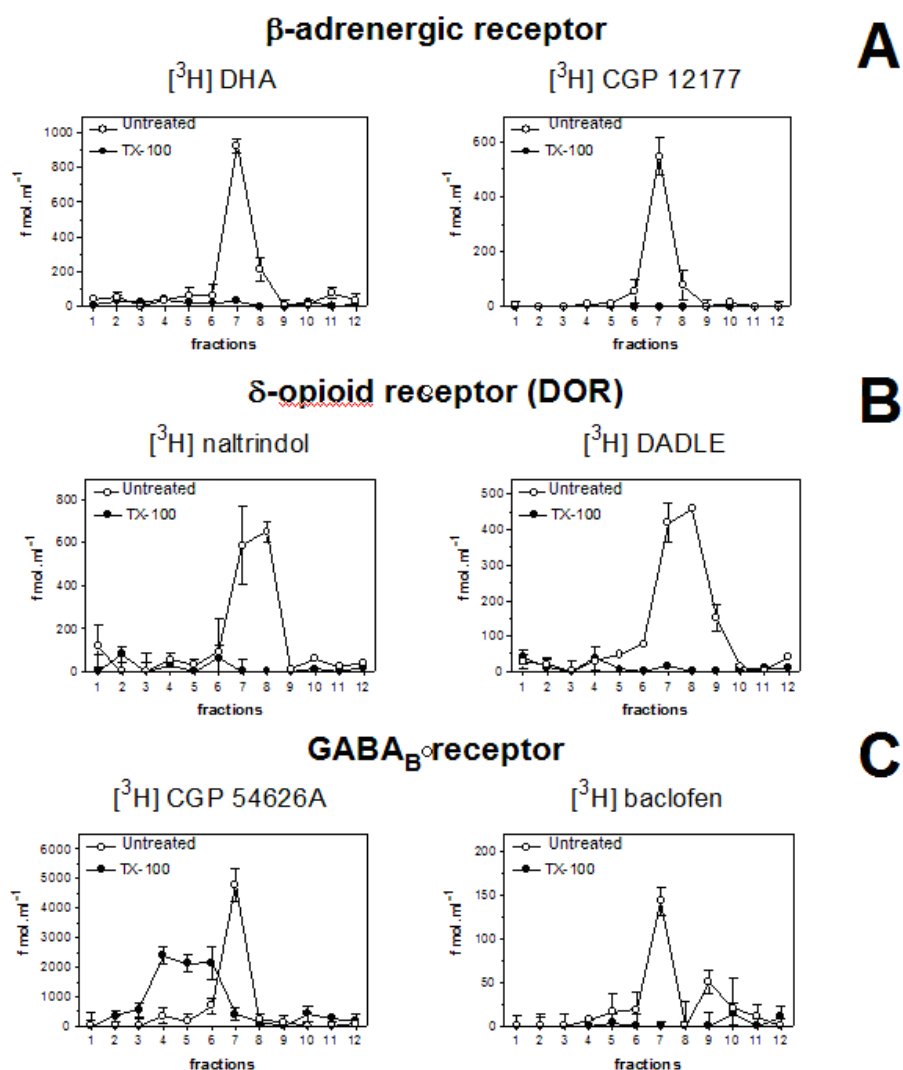 β-adrenergic receptor
A
[³H] DHA
[³H] CGP 12177
Untreated
TX-100
1000
800
600
400
200
0
fmol.ml⁻¹
1 2 3 4 5 6 7 8 9 10 11 12
fractions
Untreated
TX-100
600
400
200
0
fmol.ml⁻¹
1 2 3 4 5 6 7 8 9 10 11 12
fractions
δ-opioid receptor (DOR)
B
[³H] naltrindol
[³H] DADLE
Untreated
TX-100
800
600
400
200
0
fmol.ml⁻¹
1 2 3 4 5 6 7 8 9 10 11 12
fractions
Untreated
TX-100
500
400
300
200
100
0
fmol.ml⁻¹
1 2 3 4 5 6 7 8 9 10 11 12
fractions
GABA_B receptor
C
[³H] CGP 54626A
[³H] baclofen
Untreated
TX-100
6000
5000
4000
3000
2000
1000
0
fmol.ml⁻¹
1 2 3 4 5 6 7 8 9 10 11 12
fractions
Untreated
TX-100
200
150
100
50
0
fmol.ml⁻¹
1 2 3 4 5 6 7 8 9 10 11 12
fractions